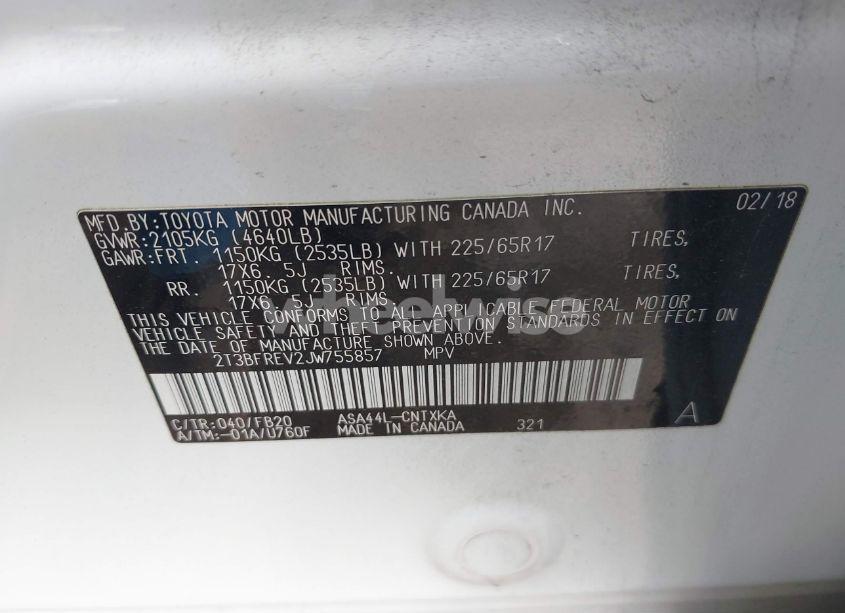 MFD.BY:TOYOTA MOTOR MANUFACTURING CANADA INC. 02/18
GVWR:2105KG (4640LB)
GAWR:FRT. 1150KG (2535LB) WITH 225/65R17 TIRES,
17X6. 5J RIMS.
RR. 1150KG (2535LB) WITH 225/65R17 TIRES,
17X6. 5J RIMS.
THIS VEHICLE CONFORMS TO ALL APPLICABLE FEDERAL MOTOR
VEHICLE SAFETY AND THEFT PREVENTION STANDARDS IN EFFECT ON
THE DATE OF MANUFACTURE SHOWN ABOVE.
2T3BFREV2JW755857 MPV
C/TR:040/FB20 ASA44L-CNTXKA
A/TM:-01A/U760F MADE IN CANADA 321 A
wheelwise